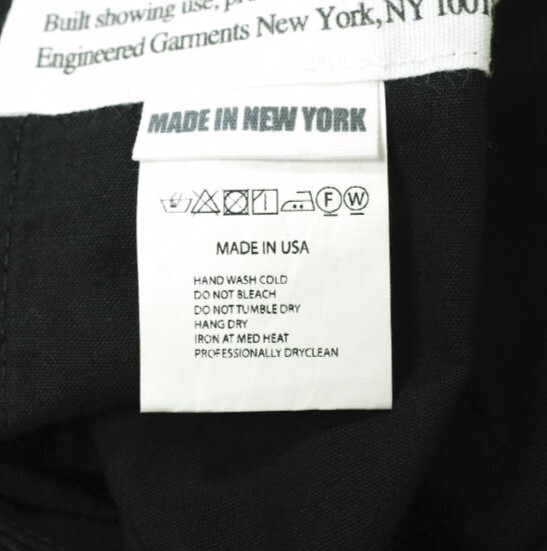 Built showing use,
Engineered Garments New York, NY 1001
MADE IN NEW YORK
F W
MADE IN USA
HAND WASH COLD
DO NOT BLEACH
DO NOT TUMBLE DRY
HANG DRY
IRON AT MED HEAT
PROFESSIONALLY DRYCLEAN